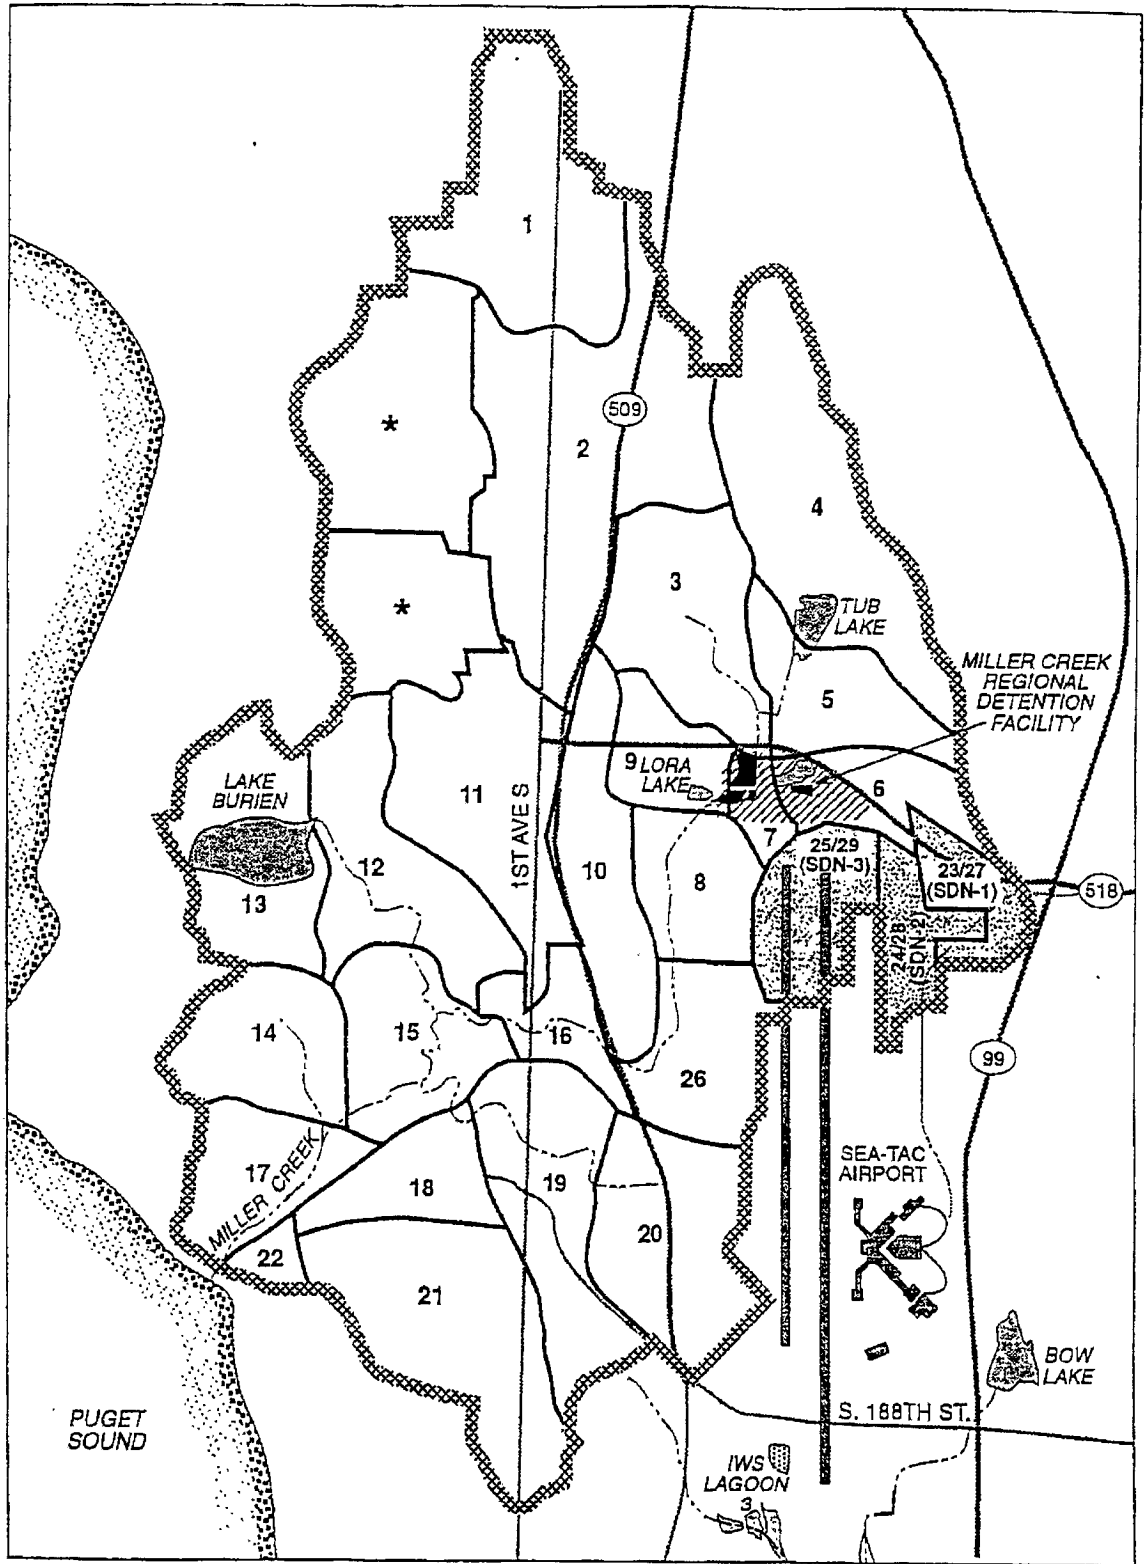 1
*
509
2
4
3
*
TUB
LAKE
MILLER CREEK
REGIONAL
DETENTION
FACILITY
5
9
LORA
LAKE
6
LAKE
BURIEN
11
1ST AVE S
7
25/29
(SDN-3)
23/27
(SDN-1)
518
12
10
8
13
24/28
(SDN-2)
14
15
16
26
99
SEA-TAC
AIRPORT
17
MILLER CREEK
18
19
20
22
21
BOW
LAKE
PUGET
SOUND
S. 188TH ST.
IWS
LAGOON
3